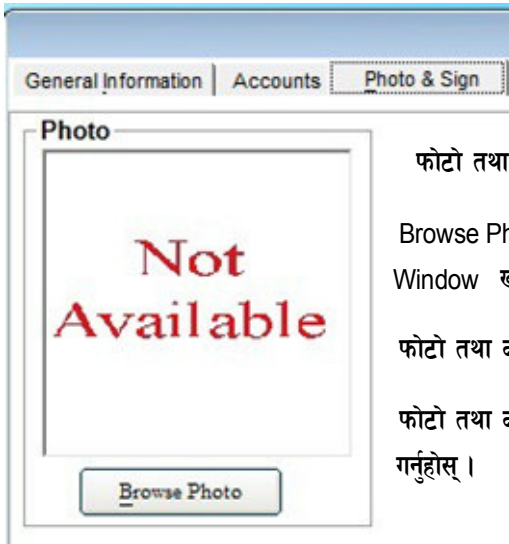 General Information Accounts Photo & Sign
Photo
Not
Available
Browse Photo
फोटो तथा
Browse
Window
फोटो तथा
फोटो तथा
गर्नुहोस् ।